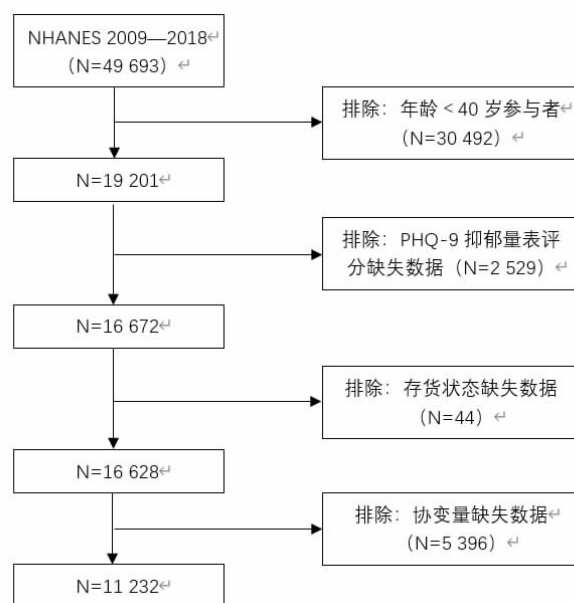 NHANES 2009—2018↵
（N=49 693）↵
排除：年龄 < 40 岁参与者↵
（N=30 492）↵
N=19 201↵
排除：PHQ-9 抑郁量表评
分缺失数据（N=2 529）↵
N=16 672↵
排除：存货状态缺失数据
（N=44）↵
N=16 628↵
排除：协变量缺失数据↵
（N=5 396）↵
N=11 232↵